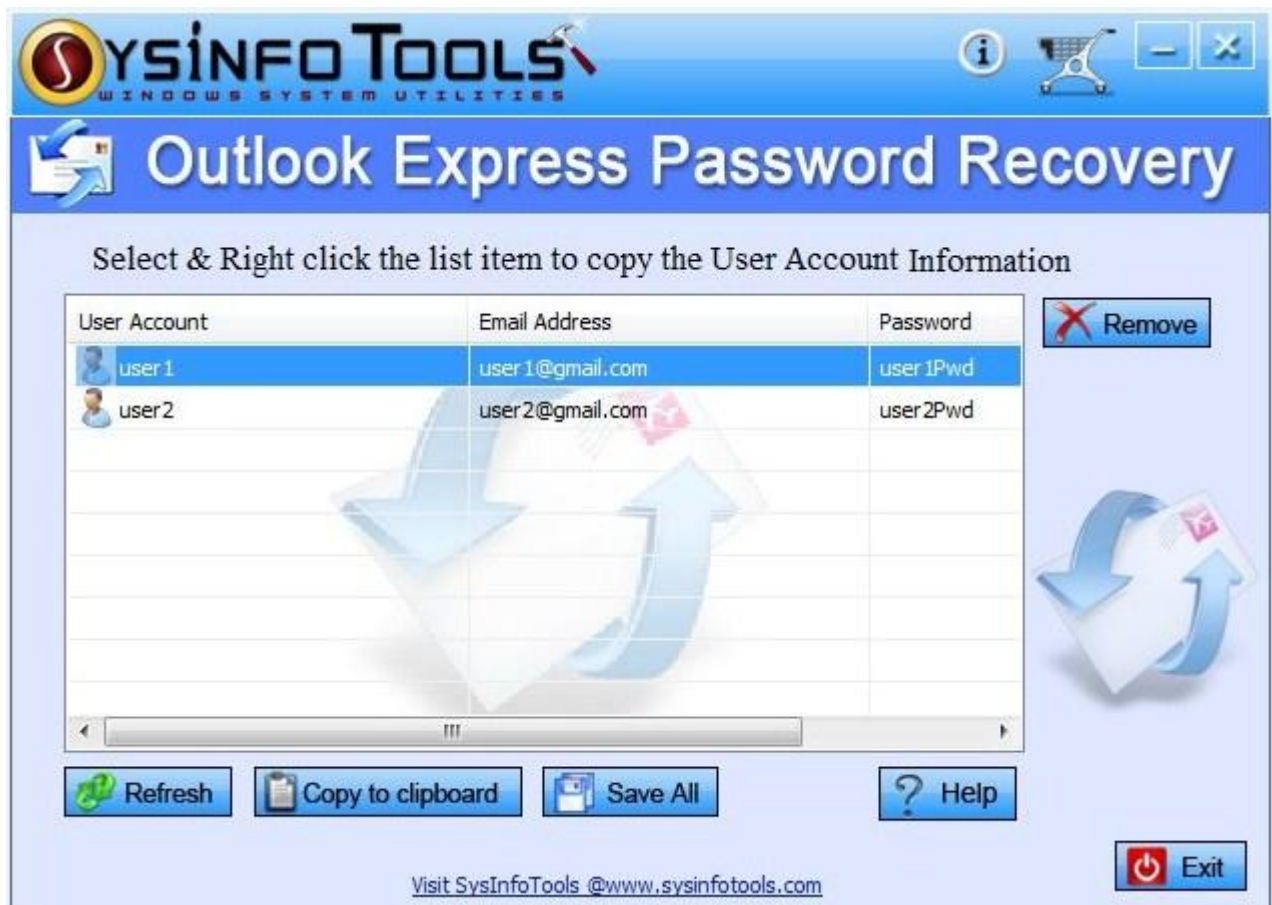 SYSiNFO TOOLS
WINDOWS SYSTEM UTILITIES
Outlook Express Password Recovery
Select & Right click the list item to copy the User Account Information
User Account Email Address Password
Remove
user1 user1@gmail.com user1Pwd
user2 user2@gmail.com user2Pwd
Refresh Copy to clipboard Save All Help
Exit
Visit SysInfoTools @www.sysinfotools.com